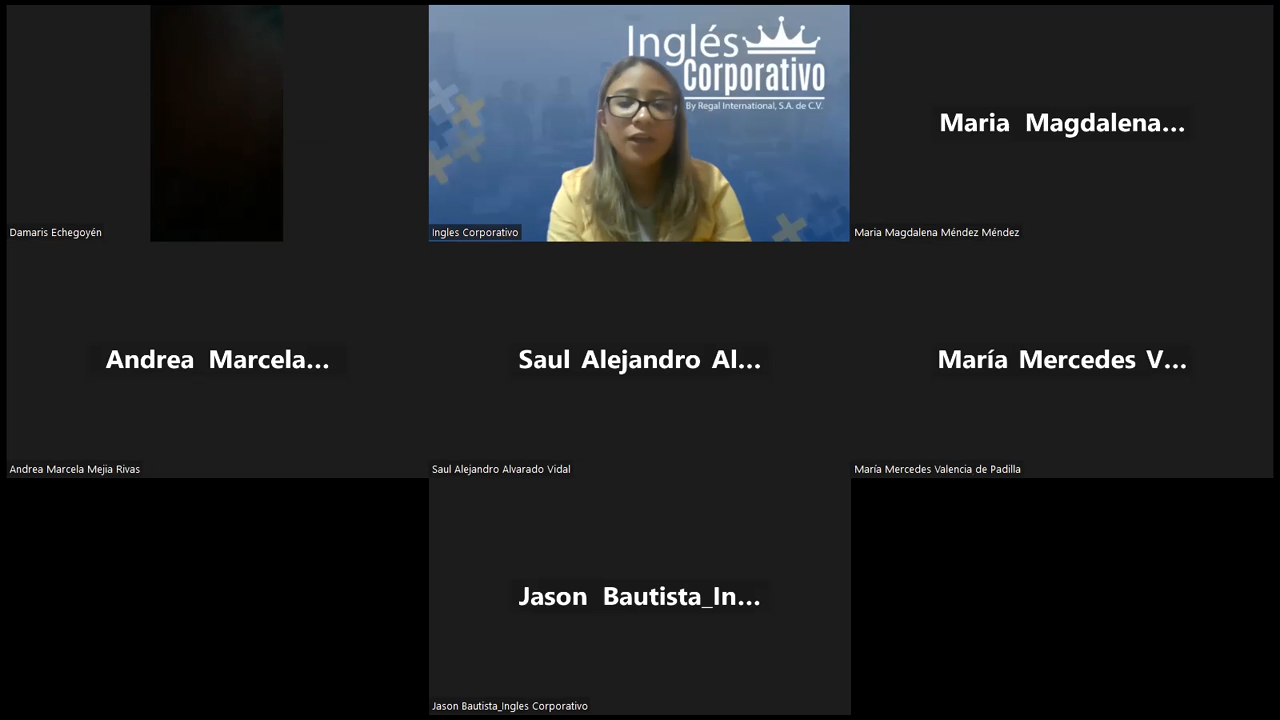 Inglés
Corporativo
By Regal International, S.A. de C.V.
Maria Magdalena...
Damaris Echegoyén
Ingles Corporativo
Maria Magdalena Méndez Méndez
Andrea Marcela...
Saul Alejandro Al...
María Mercedes V...
Andrea Marcela Mejia Rivas
Saul Alejandro Alvarado Vidal
María Mercedes Valencia de Padilla
Jason Bautista_In...
Jason Bautista_Ingles Corporativo